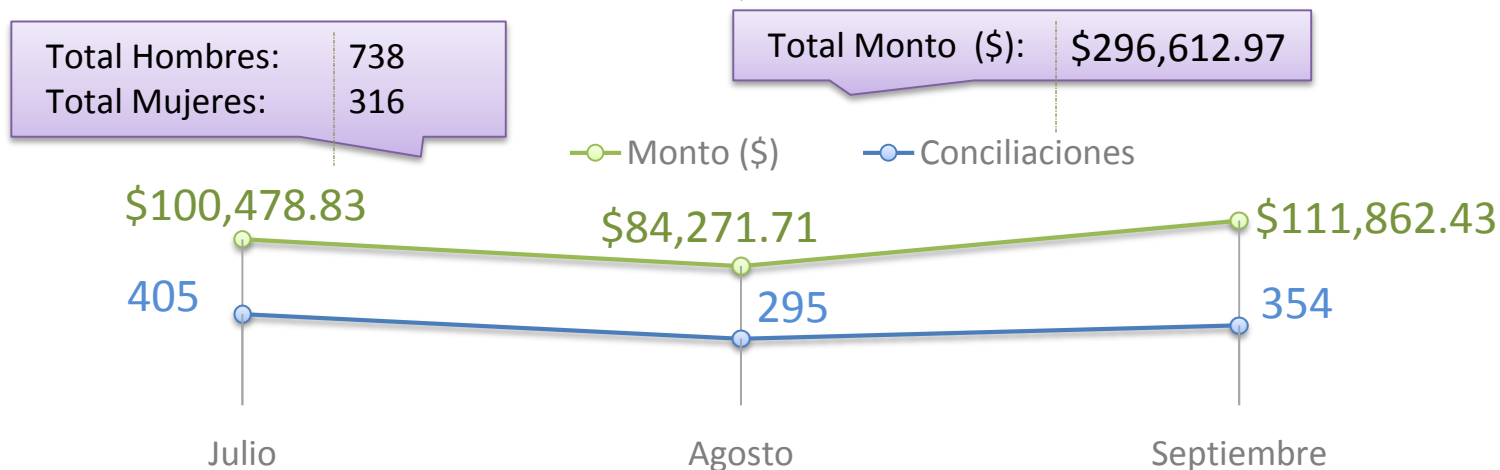 Total Hombres: 738
Total Mujeres: 316
Total Monto ($): $296,612.97
Monto ($) Conciliaciones
$100,478.83 $84,271.71 $111,862.43
405 295 354
Julio Agosto Septiembre